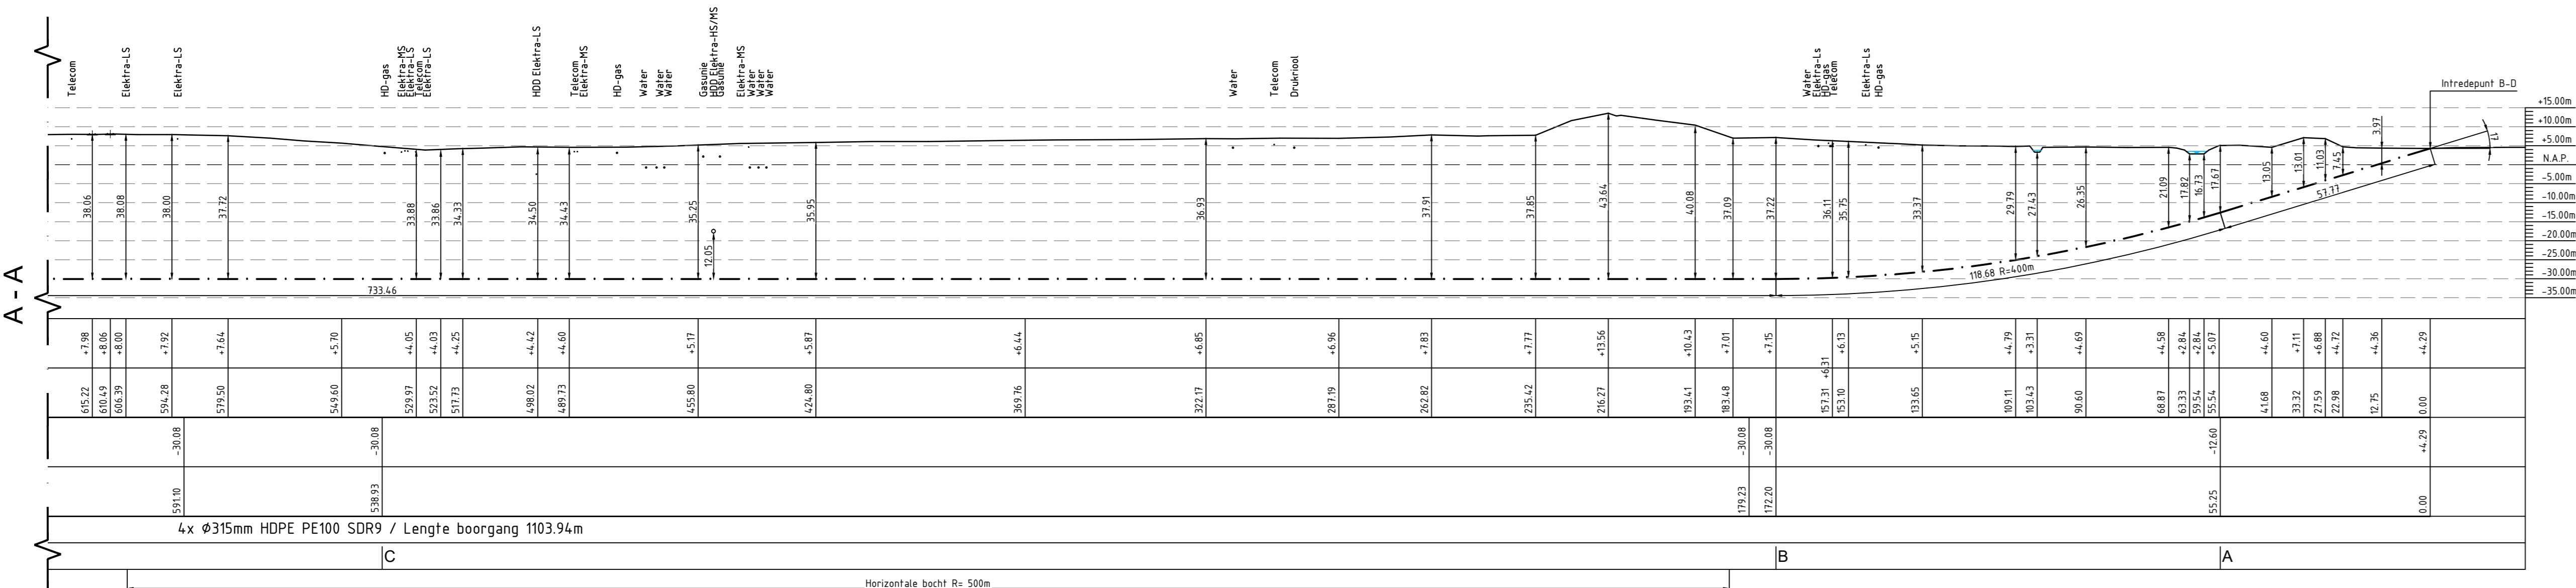 Telecom
Elektra-LS
Elektra-LS
HD-gas
Elektra-MS
Elektra-LS
Telecom
Elektra-LS
HDD Elektra-LS
Telecom
Elektra-MS
HD-gas
Water
Water
Water
Gasunie
HDD Elektra-HS/MS
Gasunie
Elektra-MS
Water
Water
Water
Water
Telecom
Drukriool
Water
Elektra-Ls
HD-gas
Telecom
Elektra-Ls
HD-gas
Intredepunt B-D
+15.00m
+10.00m
+5.00m
N.A.P.
-5.00m
-10.00m
-15.00m
-20.00m
-25.00m
-30.00m
-35.00m
A-A
38.06
38.08
38.00
37.72
33.88
33.86
34.33
34.50
34.43
35.25
12.05
35.95
36.93
37.91
37.85
43.64
40.08
37.09
37.22
36.11
35.75
33.37
29.79
27.43
26.35
21.09
17.82
16.73
17.67
13.05
13.01
11.03
7.45
3.97
17
57.77
118.68 R=400m
733.46
+7.98
+8.06
+8.00
+7.92
+7.64
+5.70
+4.05
+4.03
+4.25
+4.42
+4.60
+5.17
+5.87
+6.44
+6.85
+6.96
+7.83
+7.77
+13.56
+10.43
+7.01
+7.15
+6.31
+6.13
+5.15
+4.79
+3.31
+4.69
+4.58
+2.84
+2.84
+5.07
+4.60
+7.11
+6.88
+4.72
+4.36
+4.29
615.22
610.49
606.39
594.28
579.50
549.60
529.97
523.52
517.73
498.02
489.73
455.80
424.80
369.76
322.17
287.19
262.82
235.42
216.27
193.41
183.48
157.31
153.10
133.65
109.11
103.43
90.60
68.87
63.33
59.54
55.54
41.68
33.32
27.59
22.98
12.75
0.00
-30.08
-30.08
-30.08
-30.08
-12.60
+4.29
591.10
538.93
179.23
172.20
55.25
0.00
4x Ø315mm HDPE PE100 SDR9 / Lengte boorgang 1103.94m
C
B
A
Horizontale bocht R= 500m